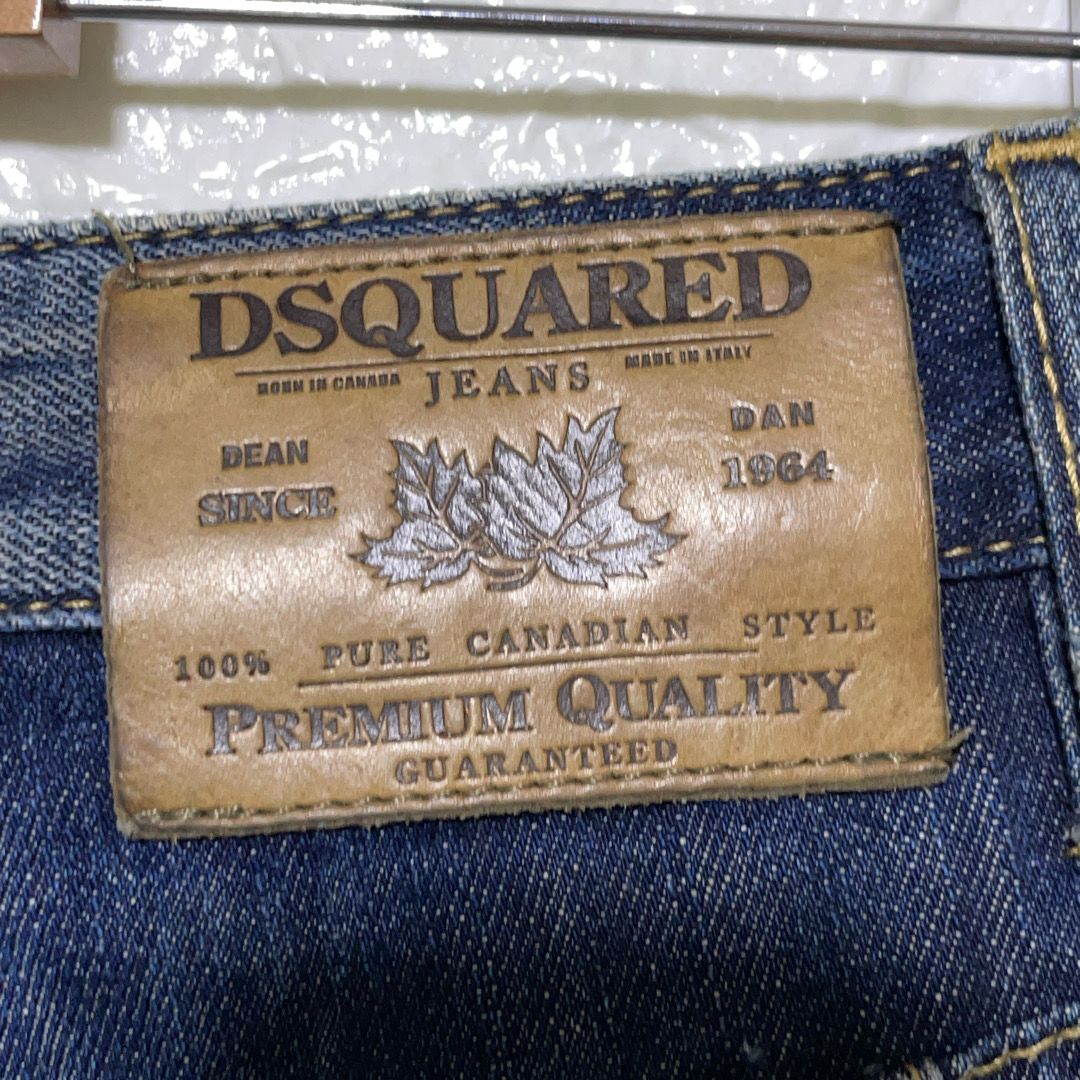 DSQUARED
BORN IN CANADA JEANS MADE IN ITALY
DEAN DAN
SINCE 1964
100% PURE CANADIAN STYLE
PREMIUM QUALITY
GUARANTEED